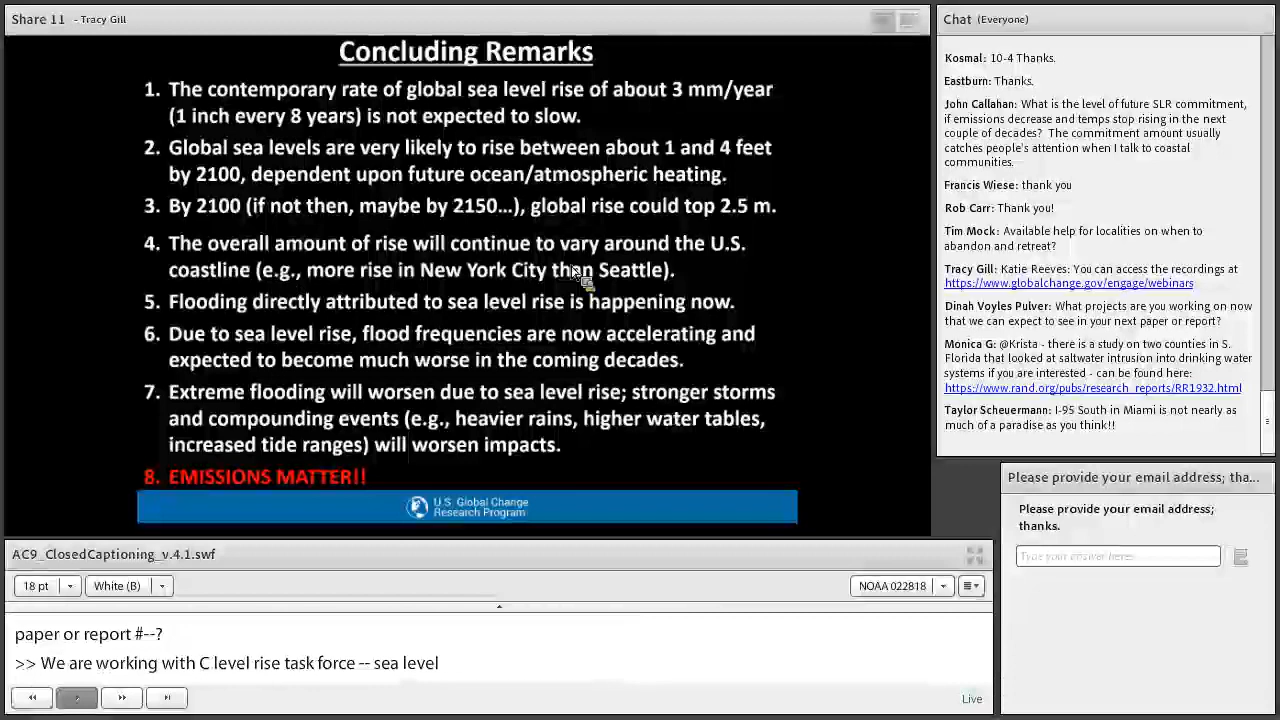 Share 11 - Tracy Gill
Concluding Remarks
1. The contemporary rate of global sea level rise of about 3 mm/year
(1 inch every 8 years) is not expected to slow.
2. Global sea levels are very likely to rise between about 1 and 4 feet
by 2100, dependent upon future ocean/atmospheric heating.
3. By 2100 (if not then, maybe by 2150...), global rise could top 2.5 m.
4. The overall amount of rise will continue to vary around the U.S.
coastline (e.g., more rise in New York City than Seattle).
5. Flooding directly attributed to sea level rise is happening now.
6. Due to sea level rise, flood frequencies are now accelerating and
expected to become much worse in the coming decades.
7. Extreme flooding will worsen due to sea level rise; stronger storms
and compounding events (e.g., heavier rains, higher water tables,
increased tide ranges) will worsen impacts.
8. EMISSIONS MATTER!!
U.S. Global Change
Research Program
Chat (Everyone)
Kosmal: 10-4 Thanks.
Eastburn: Thanks.
John Callahan: What is the level of future SLR commitment,
if emissions decrease and temps stop rising in the next
couple of decades? The commitment amount usually
catches people's attention when I talk to coastal
communities.
Francis Wiese: thank you
Rob Carr: Thank you!
Tim Mock: Available help for localities on when to
abandon and retreat?
Tracy Gill: Katie Reeves: You can access the recordings at
https://www.globalchange.gov/engage/webinars
Dinah Voyles Pulver: What projects are you working on now
that we can expect to see in your next paper or report?
Monica G: @Krista - there is a study on two counties in S.
Florida that looked at saltwater intrusion into drinking water
systems if you are interested - can be found here:
https://www.rand.org/pubs/research_reports/RR1932.html
Taylor Scheuermann: I-95 South in Miami is not nearly as
much of a paradise as you think!!
Please provide your email address; tha...
Please provide your email address;
thanks.
Type your answer here.
AC9_ClosedCaptioning_v.4.1.swf
18 pt White (B) NOAA 022818
paper or report #--?
>> We are working with C level rise task force -- sea level
Live